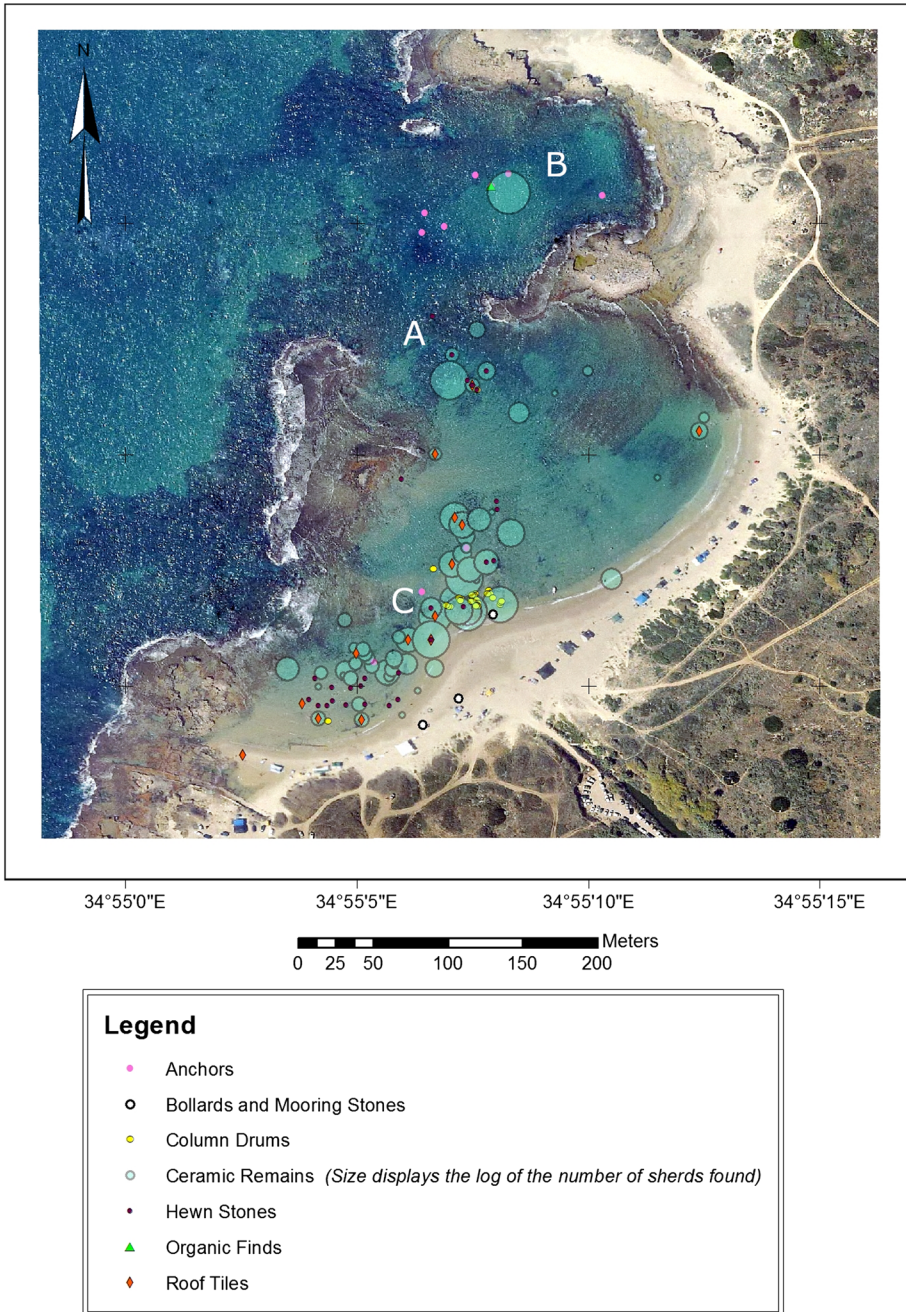 N
B
A
C
34°55'0"E 34°55'5"E 34°55'10"E 34°55'15"E
Meters
0 25 50 100 150 200
Legend
Anchors
Bollards and Mooring Stones
Column Drums
Ceramic Remains (Size displays the log of the number of sherds found)
Hewn Stones
Organic Finds
Roof Tiles